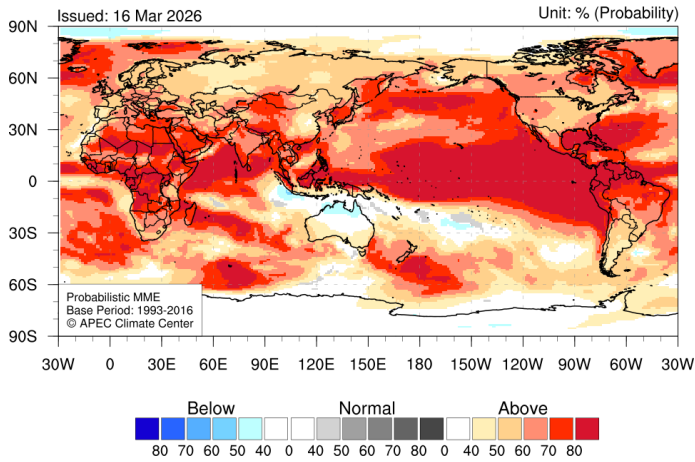 Issued: 16 Mar 2026
Unit: % (Probability)
90N
60N
30N
0
30S
60S
90S
Probabilistic MME
Base Period: 1993-2016
© APEC Climate Center
30W 0 30E 60E 90E 120E 150E 180 150W 120W 90W 60W 30W
Below Normal Above
80 70 60 50 40 0 40 50 60 70 80 0 40 50 60 70 80